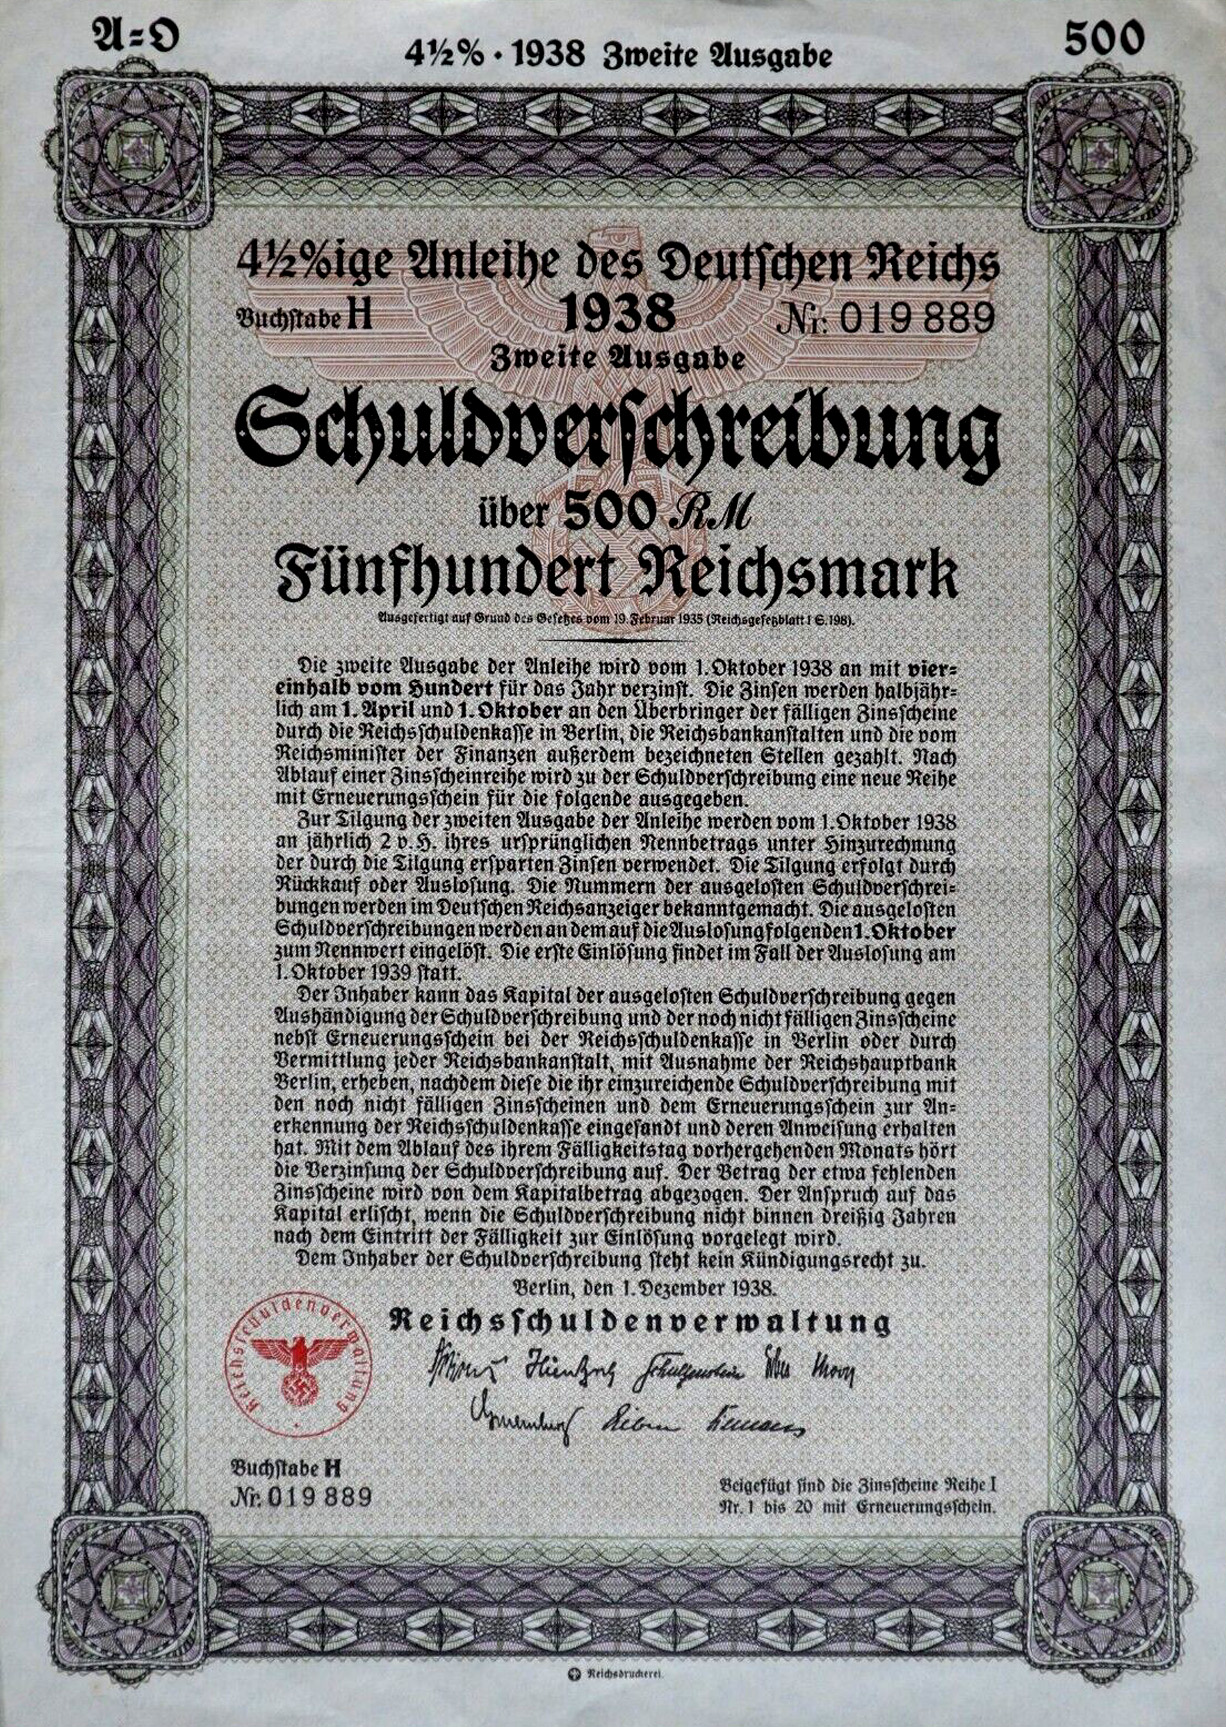 A=O
4½% · 1938 Zweite Ausgabe
500
4½%ige Anleihe des Deutschen Reichs
Buchstabe H
1938
Nr. 019 889
Zweite Ausgabe
Schuldverschreibung
über 500 RM
Fünfhundert Reichsmark
Ausgefertigt auf Grund des Gesetzes vom 19. Februar 1935 (Reichsgesetzblatt I S. 198).
Die zweite Ausgabe der Anleihe wird vom 1. Oktober 1938 an mit vier=
einhalb vom Hundert für das Jahr verzinst. Die Zinsen werden halbjähr=
lich am 1. April und 1. Oktober an den Überbringer der fälligen Zinsscheine
durch die Reichsschuldenkasse in Berlin, die Reichsbankanstalten und die vom
Reichsminister der Finanzen außerdem bezeichneten Stellen gezahlt. Nach
Ablauf einer Zinsscheinreihe wird zu der Schuldverschreibung eine neue Reihe
mit Erneuerungsschein für die folgende ausgegeben.
Zur Tilgung der zweiten Ausgabe der Anleihe werden vom 1. Oktober 1938
an jährlich 2 v. H. ihres ursprünglichen Nennbetrags unter Hinzurechnung
der durch die Tilgung ersparten Zinsen verwendet. Die Tilgung erfolgt durch
Rückkauf oder Auslosung. Die Nummern der ausgelosten Schuldverschrei=
bungen werden im Deutschen Reichsanzeiger bekanntgemacht. Die ausgelosten
Schuldverschreibungen werden an dem auf die Auslosung folgenden 1. Oktober
zum Nennwert eingelöst. Die erste Einlösung findet im Fall der Auslosung am
1. Oktober 1939 statt.
Der Inhaber kann das Kapital der ausgelosten Schuldverschreibung gegen
Aushändigung der Schuldverschreibung und der noch nicht fälligen Zinsscheine
nebst Erneuerungsschein bei der Reichsschuldenkasse in Berlin oder durch
Vermittlung jeder Reichsbankanstalt, mit Ausnahme der Reichshauptbank
Berlin, erheben, nachdem diese die ihr einzureichende Schuldverschreibung mit
den noch nicht fälligen Zinsscheinen und dem Erneuerungsschein zur An=
erkennung der Reichsschuldenkasse eingesandt und deren Anweisung erhalten
hat. Mit dem Ablauf des ihrem Fälligkeitstag vorhergehenden Monats hört
die Verzinsung der Schuldverschreibung auf. Der Betrag der etwa fehlenden
Zinsscheine wird von dem Kapitalbetrag abgezogen. Der Anspruch auf das
Kapital erlischt, wenn die Schuldverschreibung nicht binnen dreißig Jahren
nach dem Eintritt der Fälligkeit zur Einlösung vorgelegt wird.
Dem Inhaber der Schuldverschreibung steht kein Kündigungsrecht zu.
Berlin, den 1. Dezember 1938.
Reichsschuldenverwaltung
Reichsschuldenverwaltung
Buchstabe H
Nr. 019 889
Beigefügt sind die Zinsscheine Reihe I
Nr. 1 bis 20 mit Erneuerungsschein.
Reichsdruckerei.